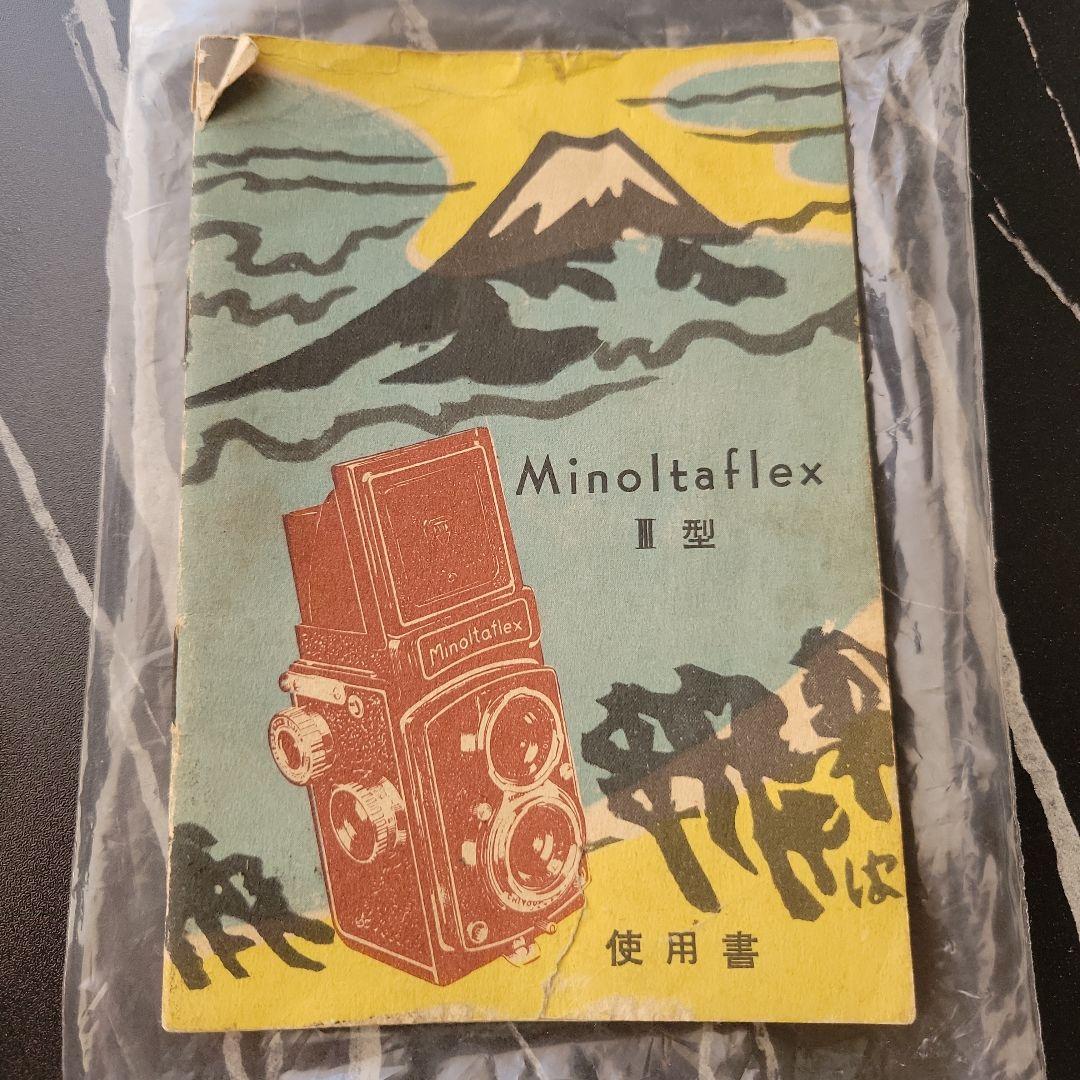 Minoltaflex
Ⅲ 型
Minoltaflex
使用書